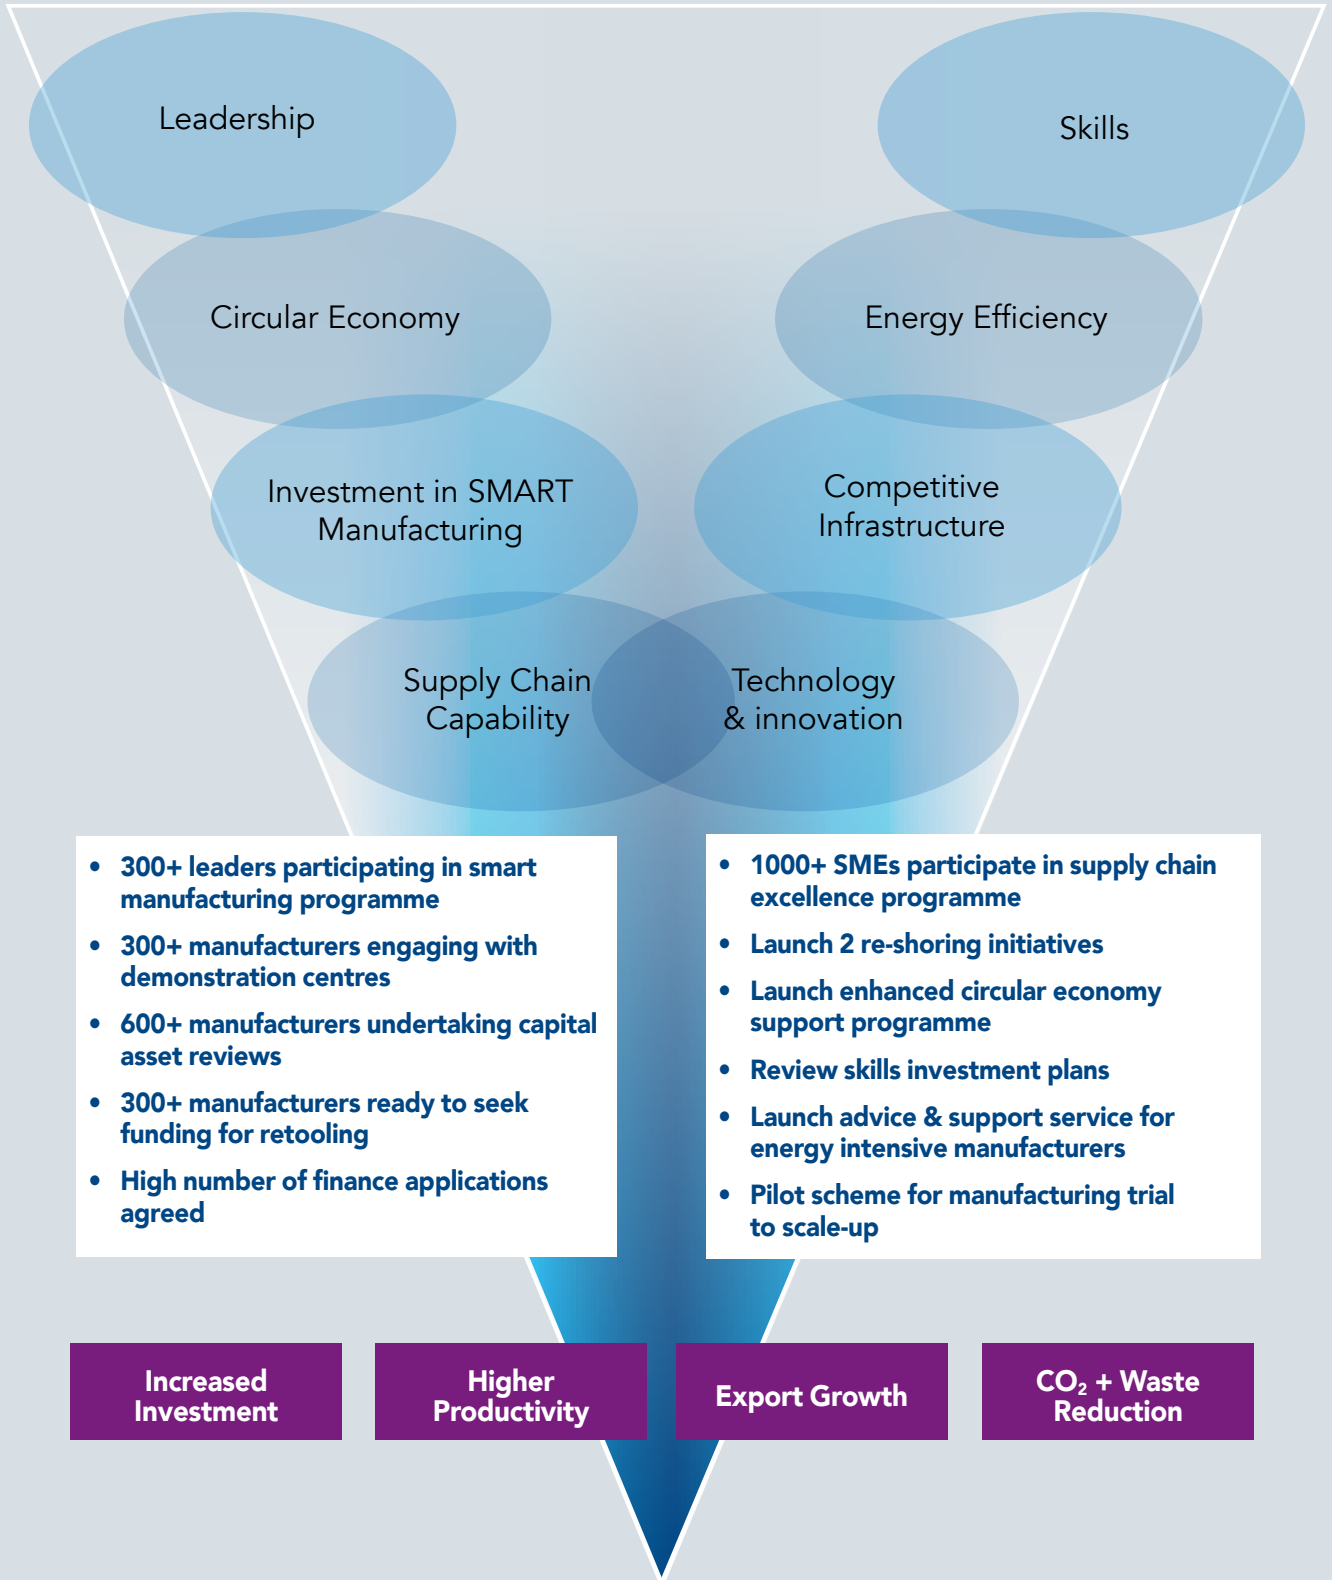 Leadership
Skills
Circular Economy
Energy Efficiency
Investment in SMART
Manufacturing
Competitive
Infrastructure
Supply Chain
Capability
Technology
& innovation
• 300+ leaders participating in smart
manufacturing programme
• 300+ manufacturers engaging with
demonstration centres
• 600+ manufacturers undertaking capital
asset reviews
• 300+ manufacturers ready to seek
funding for retooling
• High number of finance applications
agreed
• 1000+ SMEs participate in supply chain
excellence programme
• Launch 2 re-shoring initiatives
• Launch enhanced circular economy
support programme
• Review skills investment plans
• Launch advice & support service for
energy intensive manufacturers
• Pilot scheme for manufacturing trial
to scale-up
Increased
Investment
Higher
Productivity
Export Growth
CO₂ + Waste
Reduction